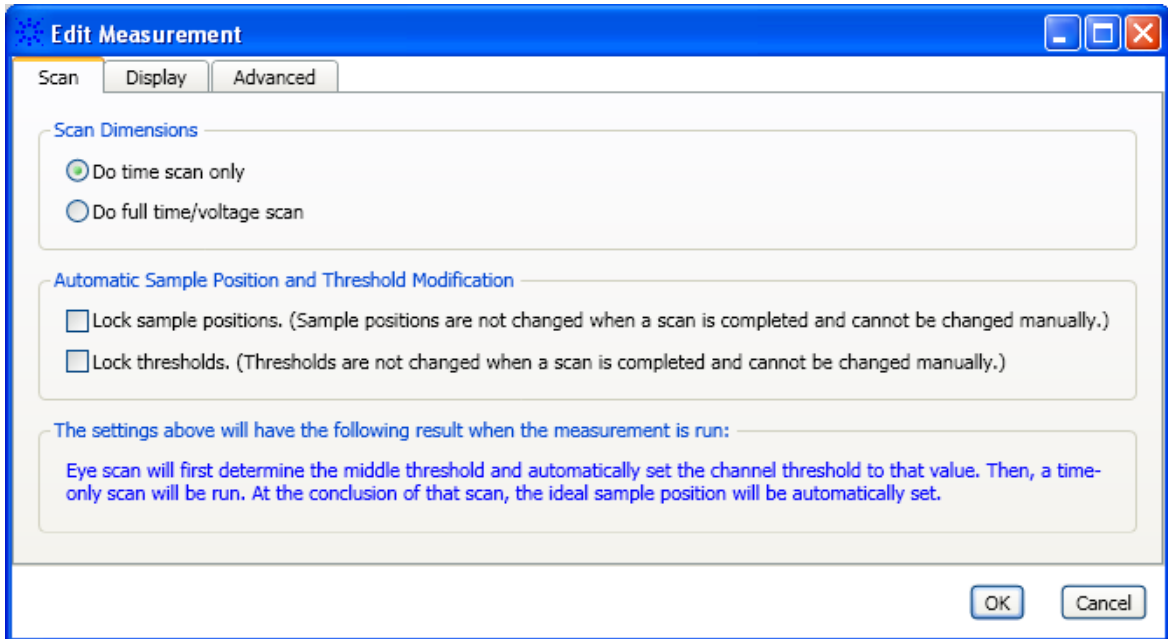 Edit Measurement
Scan
Display
Advanced
Scan Dimensions
Do time scan only
Do full time/voltage scan
Automatic Sample Position and Threshold Modification
Lock sample positions. (Sample positions are not changed when a scan is completed and cannot be changed manually.)
Lock thresholds. (Thresholds are not changed when a scan is completed and cannot be changed manually.)
The settings above will have the following result when the measurement is run:
Eye scan will first determine the middle threshold and automatically set the channel threshold to that value. Then, a time-
only scan will be run. At the conclusion of that scan, the ideal sample position will be automatically set.
OK
Cancel